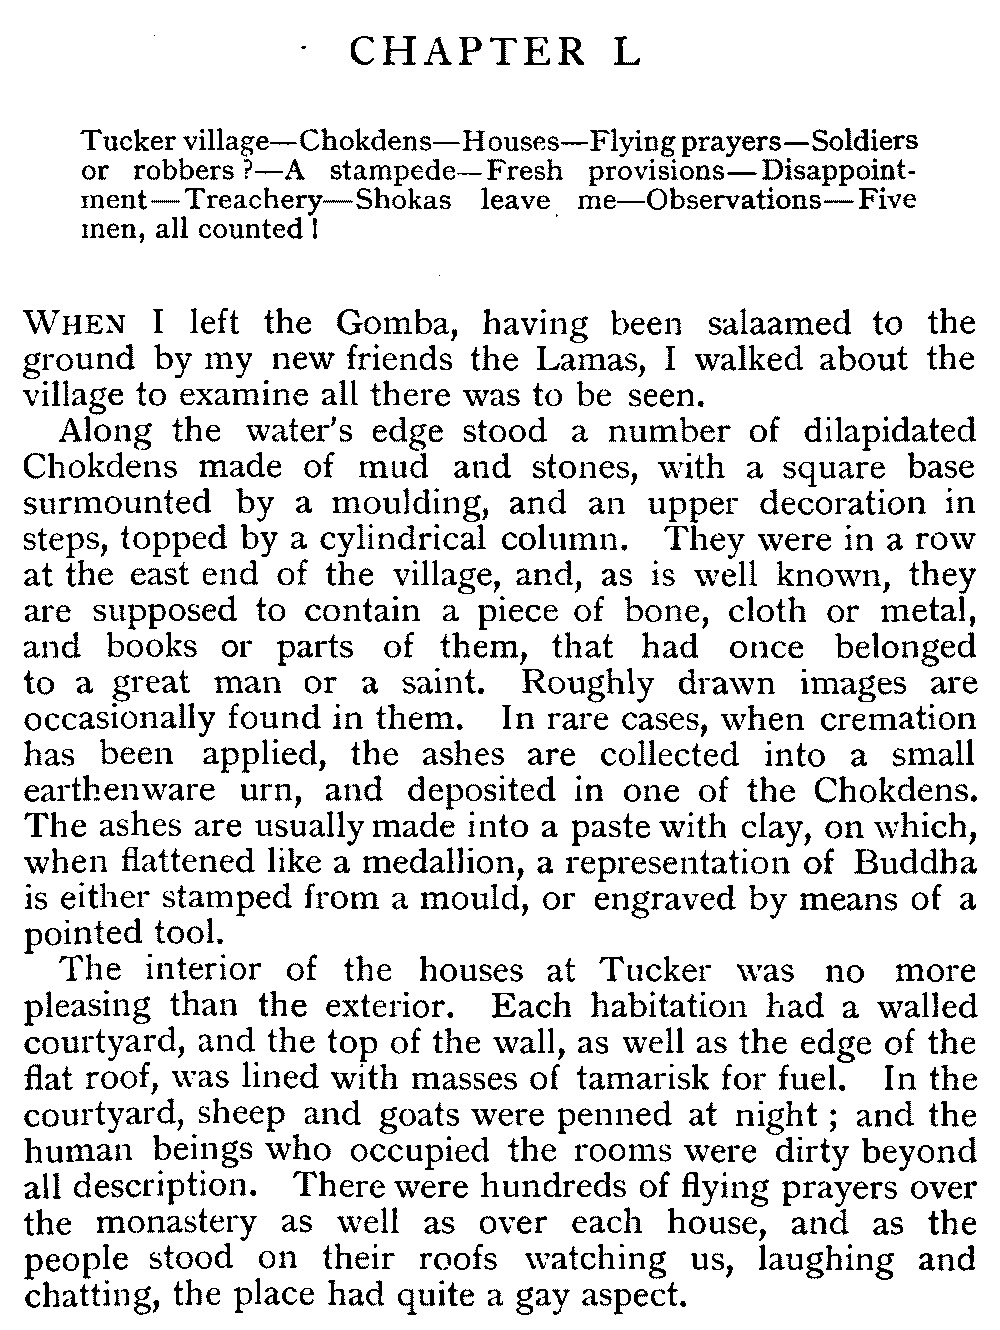 CHAPTER L
Tucker village—Chokdens—Houses—Flying prayers—Soldiers
or robbers ?—A stampede—Fresh provisions—Disappoint-
ment—Treachery—Shokas leave me—Observations—Five
men, all counted !
WHEN I left the Gomba, having been salaamed to the
ground by my new friends the Lamas, I walked about the
village to examine all there was to be seen.
Along the water's edge stood a number of dilapidated
Chokdens made of mud and stones, with a square base
surmounted by a moulding, and an upper decoration in
steps, topped by a cylindrical column. They were in a row
at the east end of the village, and, as is well known, they
are supposed to contain a piece of bone, cloth or metal,
and books or parts of them, that had once belonged
to a great man or a saint. Roughly drawn images are
occasionally found in them. In rare cases, when cremation
has been applied, the ashes are collected into a small
earthenware urn, and deposited in one of the Chokdens.
The ashes are usually made into a paste with clay, on which,
when flattened like a medallion, a representation of Buddha
is either stamped from a mould, or engraved by means of a
pointed tool.
The interior of the houses at Tucker was no more
pleasing than the exterior. Each habitation had a walled
courtyard, and the top of the wall, as well as the edge of the
flat roof, was lined with masses of tamarisk for fuel. In the
courtyard, sheep and goats were penned at night ; and the
human beings who occupied the rooms were dirty beyond
all description. There were hundreds of flying prayers over
the monastery as well as over each house, and as the
people stood on their roofs watching us, laughing and
chatting, the place had quite a gay aspect.